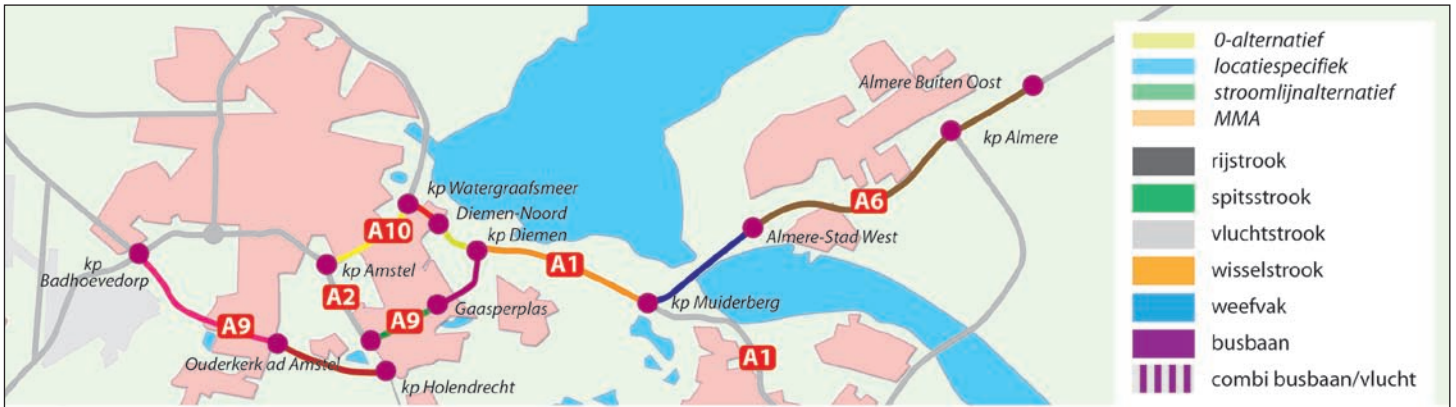 Almere Buiten Oost
kp Almere
A6
Almere-Stad West
kp Watergraafsmeer
Diemen-Noord
kp Diemen
A10
kp Amstel
A1
kp
Badhoevedorp
A2
Gaasperplas
kp Muiderberg
A9
A9
Ouderkerk ad Amstel
kp Holendrecht
A1
0-alternatief
locatiespecifiek
stroomlijnalternatief
MMA
rijstrook
spitsstrook
vluchtstrook
wisselstrook
weefvak
busbaan
combi busbaan/vlucht